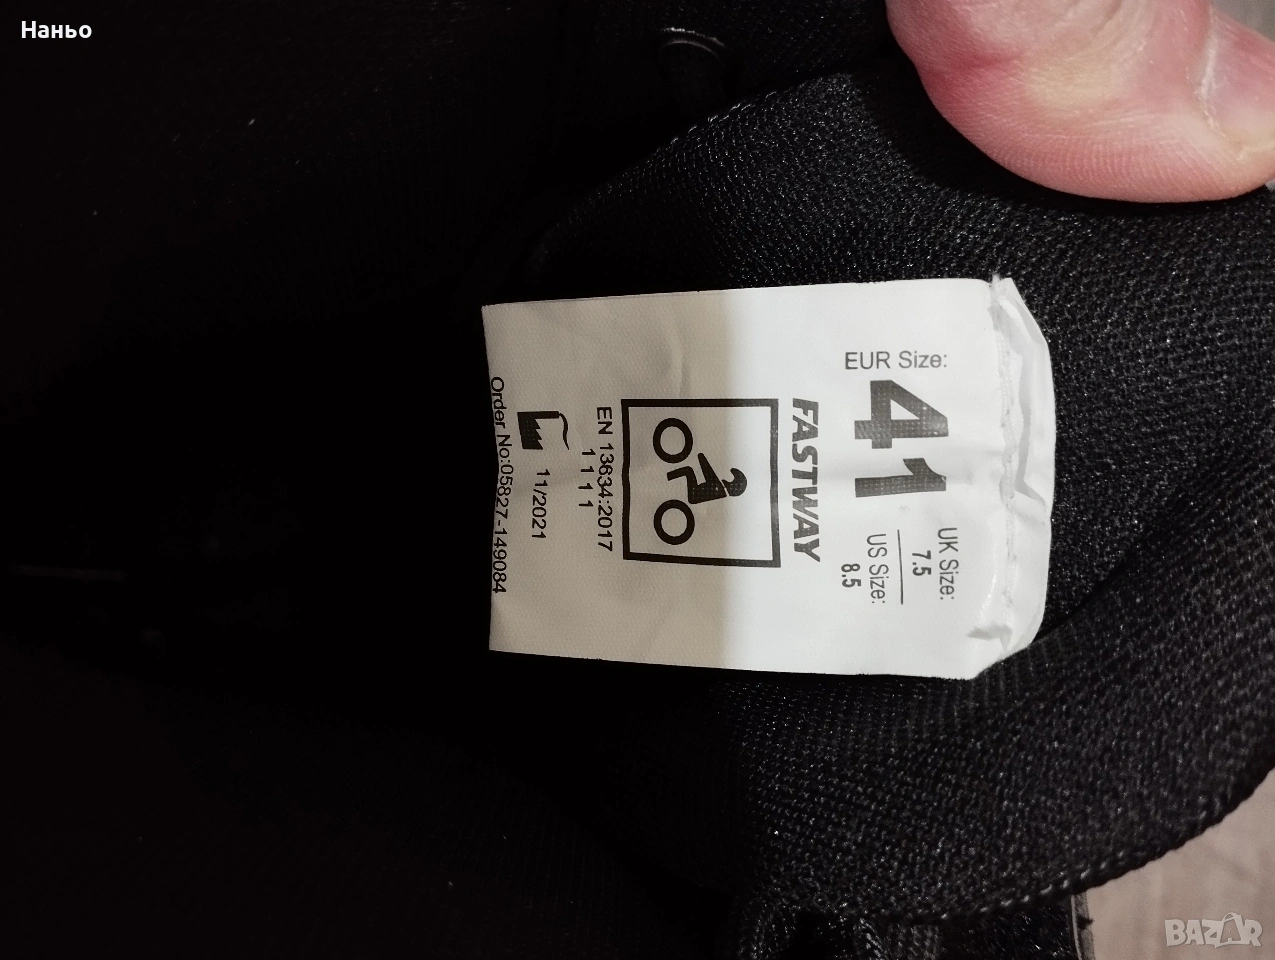 Наньо
EUR Size:
41
UK Size:
7.5
US Size:
8.5
FASTWAY
EN 13634:2017
1 1 1 1
11/2021
Order No:05827-149084
BAZAR